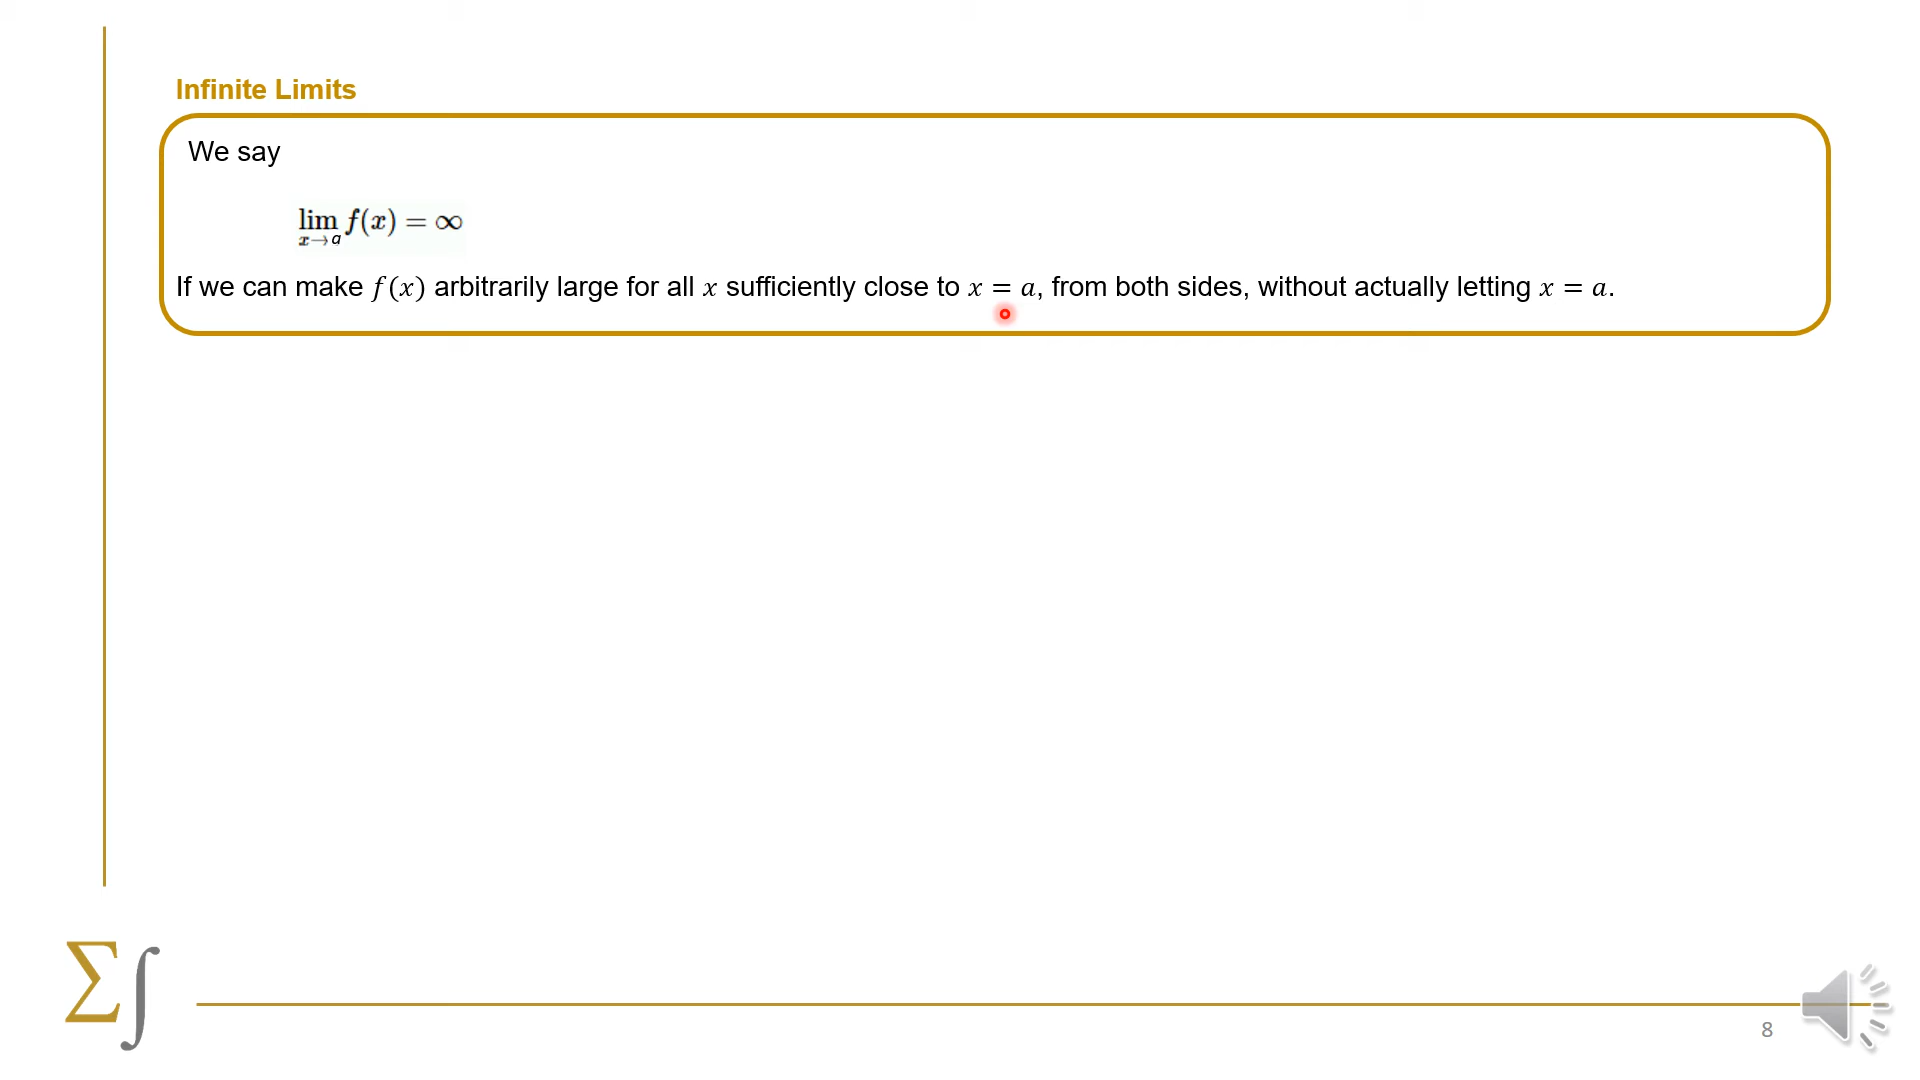 Infinite Limits
We say
lim f(x) = ∞
x→a
If we can make f(x) arbitrarily large for all x sufficiently close to x = a, from both sides, without actually letting x = a.
∑∫
8